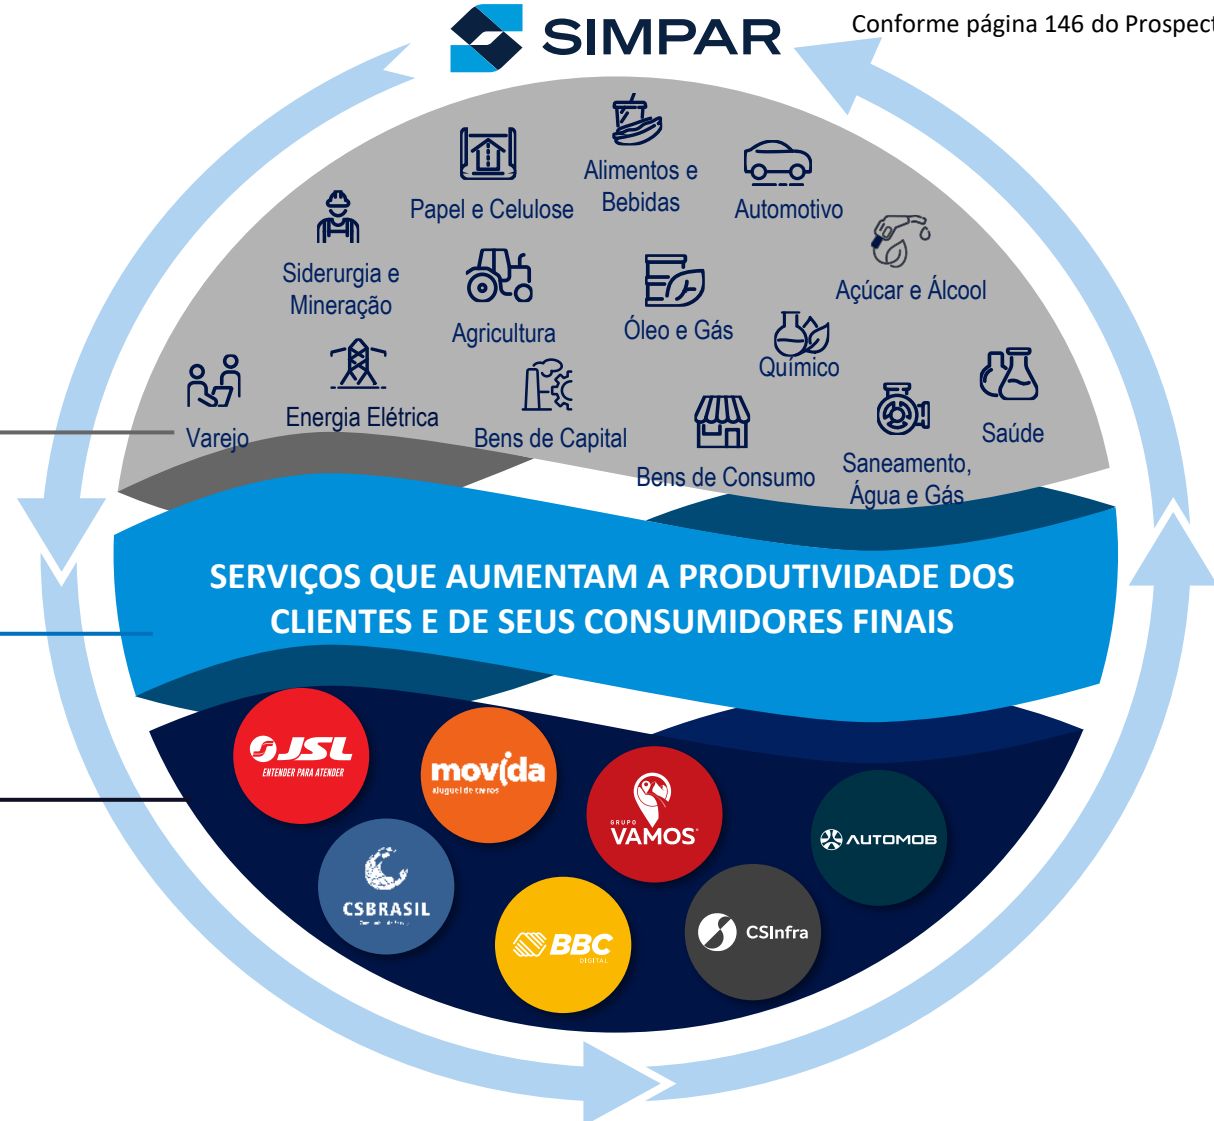 SIMPAR
Conforme página 146 do Prospect
Alimentos e
Bebidas
Papel e Celulose
Automotivo
Siderurgia e
Mineração
Açúcar e Álcool
Agricultura
Óleo e Gás
Químico
Varejo
Energia Elétrica
Bens de Capital
Bens de Consumo
Saneamento,
Água e Gás
Saúde
SERVIÇOS QUE AUMENTAM A PRODUTIVIDADE DOS
CLIENTES E DE SEUS CONSUMIDORES FINAIS
JSL
ENTENDER PARA ATENDER
movida
aluguel de carros
GRUPO
VAMOS
AUTOMOB
CSBRASIL
BBC
DIGITAL
CSInfra